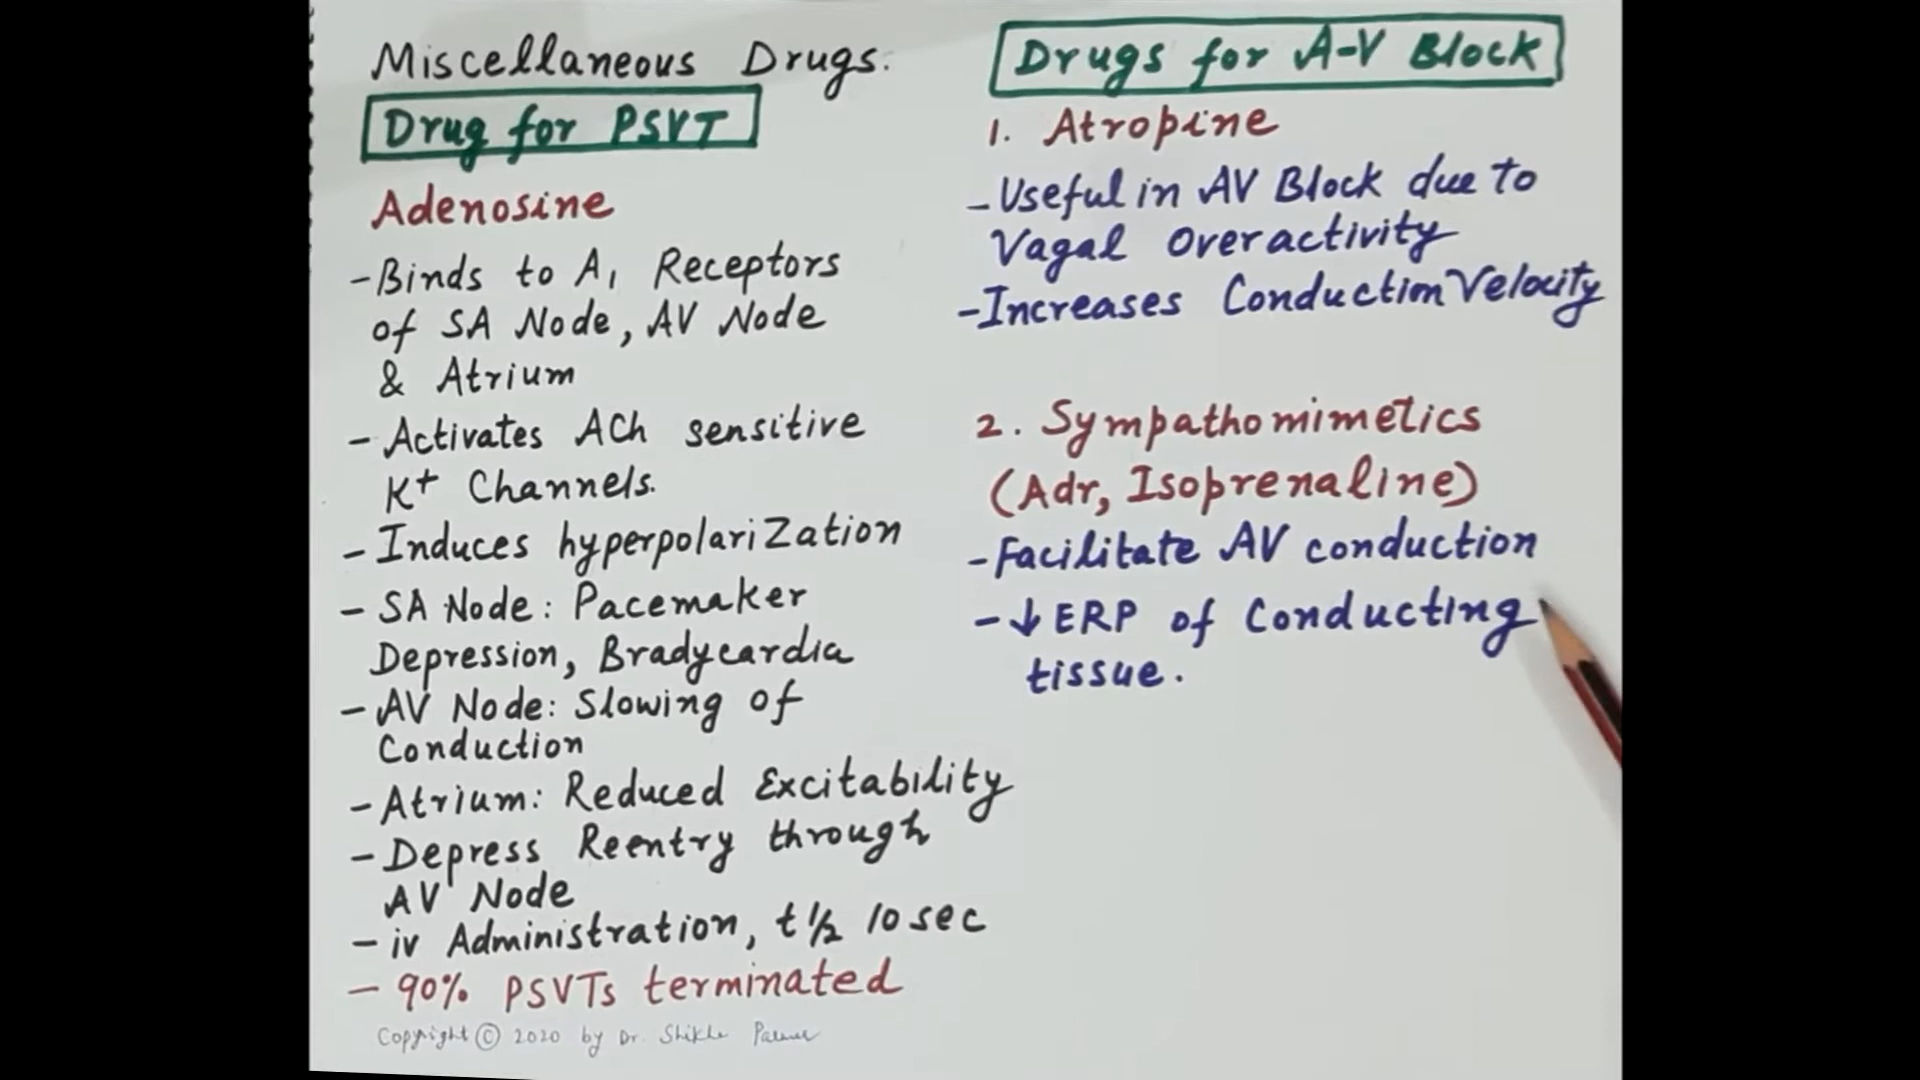 Miscellaneous Drugs.
Drug for PSVT
Adenosine
- Binds to A1 Receptors
of SA Node, AV Node
& Atrium
- Activates ACh sensitive
K+ Channels.
- Induces hyperpolariZation
- SA Node: Pacemaker
Depression, Bradycardia
- AV Node: Slowing of
Conduction
- Atrium: Reduced Excitability
- Depress Reentry through
AV Node
- iv Administration, t½ 10 sec
- 90% PSVTs terminated
Copyright © 2020 by Dr.
Drugs for A-V Block
1. Atropine
- Useful in AV Block due to
Vagal Overactivity
- Increases Conduction Velocity
2. Sympathomimetics
(Adr, Isoprenaline)
- Facilitate AV conduction
- ↓ ERP of Conducting
tissue.